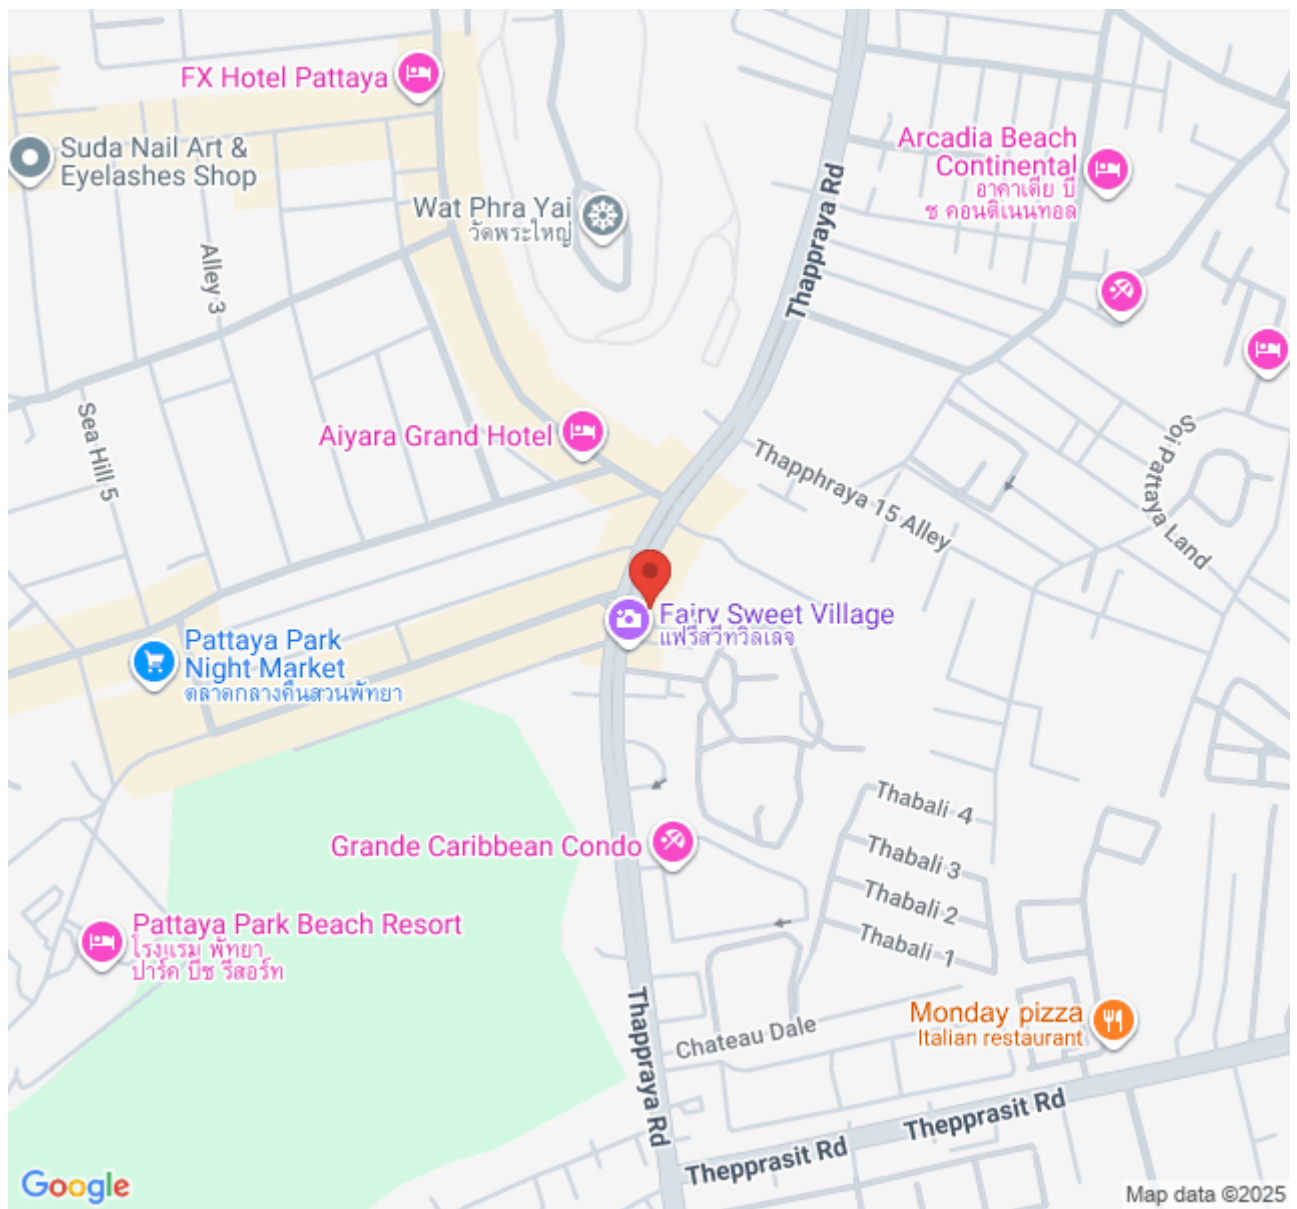 FX Hotel Pattaya
Suda Nail Art &
Eyelashes Shop
Wat Phra Yai
วัดพระใหญ่
Alley 3
Thappraya Rd
Arcadia Beach
Continental
อาคาเดีย บี
ช คอนติเนนทอล
Sea Hill 5
Aiyara Grand Hotel
Thapphraya 15 Alley
Soi Pattaya Land
Fairy Sweet Village
แฟรี่สวีทวิลเลจ
Pattaya Park
Night Market
ตลาดกลางคืนสวนพัทยา
Thabali 4
Thabali 3
Thabali 2
Thabali 1
Grande Caribbean Condo
Pattaya Park Beach Resort
โรงแรม พัทยา
ปาร์ค บีช รีสอร์ท
Thappraya Rd
Chateau Dale
Monday pizza
Italian restaurant
Thepprasit Rd
Thepprasit Rd
Google
Map data ©2025